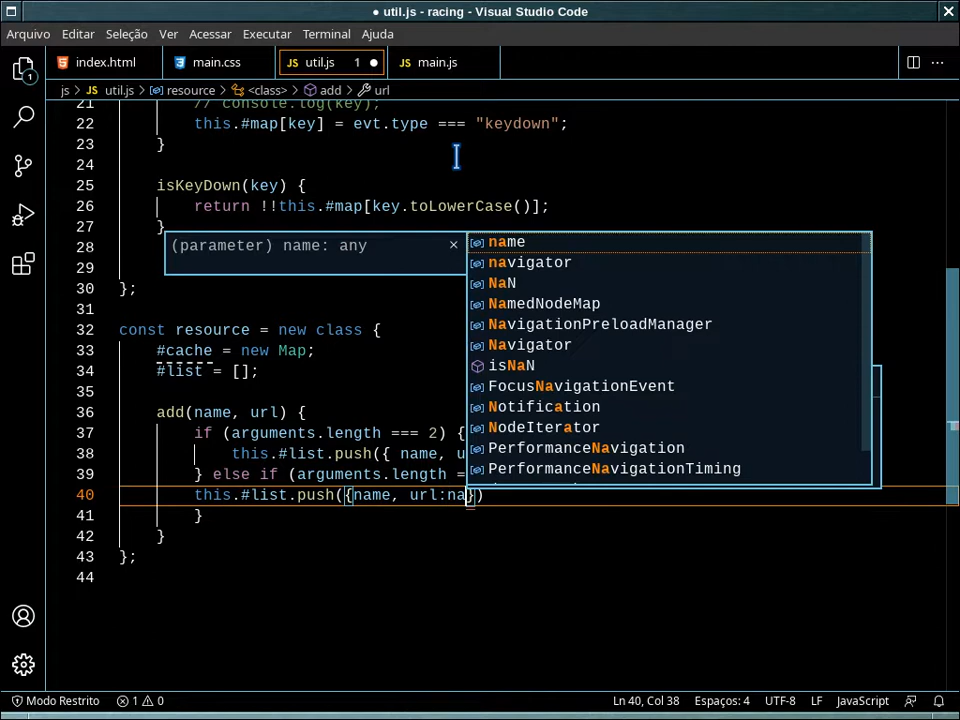 ● util.js - racing - Visual Studio Code
Arquivo Editar Seleção Ver Acessar Executar Terminal Ajuda
index.html main.css JS util.js 1 ● JS main.js
js > JS util.js > resource > <class> > add > url
1
21 // console.log(key);
22 this.#map[key] = evt.type === "keydown";
23 }
24
25 isKeyDown(key) {
26 return !!this.#map[key.toLowerCase()];
27 }
28
29
30 };
31
32 const resource = new class {
33 #cache = new Map;
34 #list = [];
35
36 add(name, url) {
37 if (arguments.length === 2) {
38 this.#list.push({ name, u
39 } else if (arguments.length =
40 this.#list.push({name, url:na})
41 }
42 }
43 };
44
(parameter) name: any
name
navigator
NaN
NamedNodeMap
NavigationPreloadManager
Navigator
isNaN
FocusNavigationEvent
Notification
NodeIterator
PerformanceNavigation
PerformanceNavigationTiming
Modo Restrito 1 0 Ln 40, Col 38 Espaços: 4 UTF-8 LF JavaScript